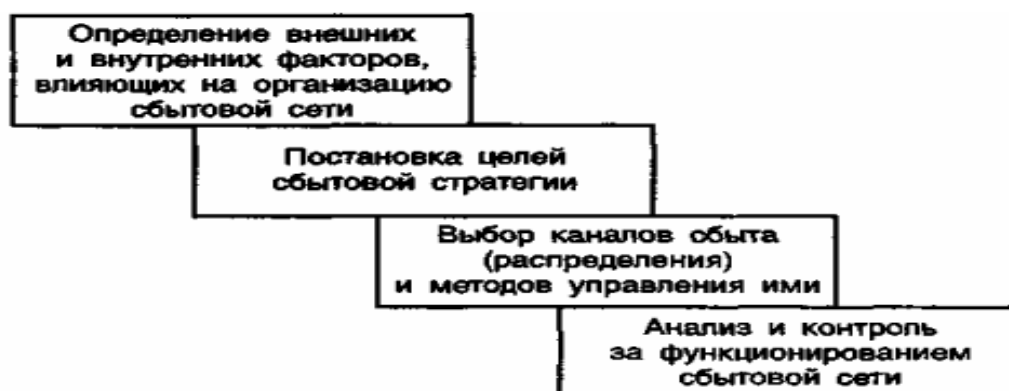 Определение внешних
и внутренних факторов,
влияющих на организацию
сбытовой сети
Постановка целей
сбытовой стратегии
Выбор каналов сбыта
(распределения)
и методов управления ими
Анализ и контроль
за функционированием
сбытовой сети